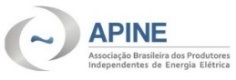 APINE
Associação Brasileira dos Produtores
Independentes de Energia Elétrica